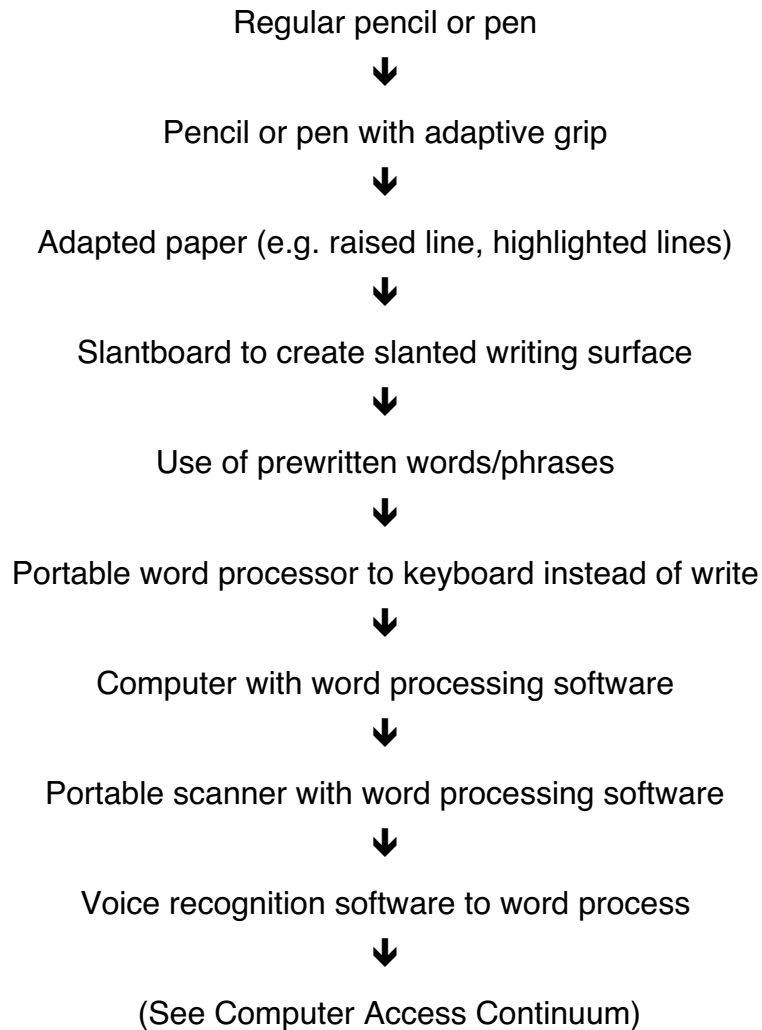 Regular pencil or pen
Pencil or pen with adaptive grip
Adapted paper (e.g. raised line, highlighted lines)
Slantboard to create slanted writing surface
Use of prewritten words/phrases
Portable word processor to keyboard instead of write
Computer with word processing software
Portable scanner with word processing software
Voice recognition software to word process
(See Computer Access Continuum)